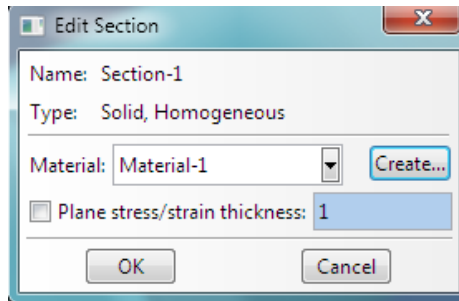 Edit Section
Name: Section-1
Type: Solid, Homogeneous
Material: Material-1 Create...
Plane stress/strain thickness: 1
OK Cancel